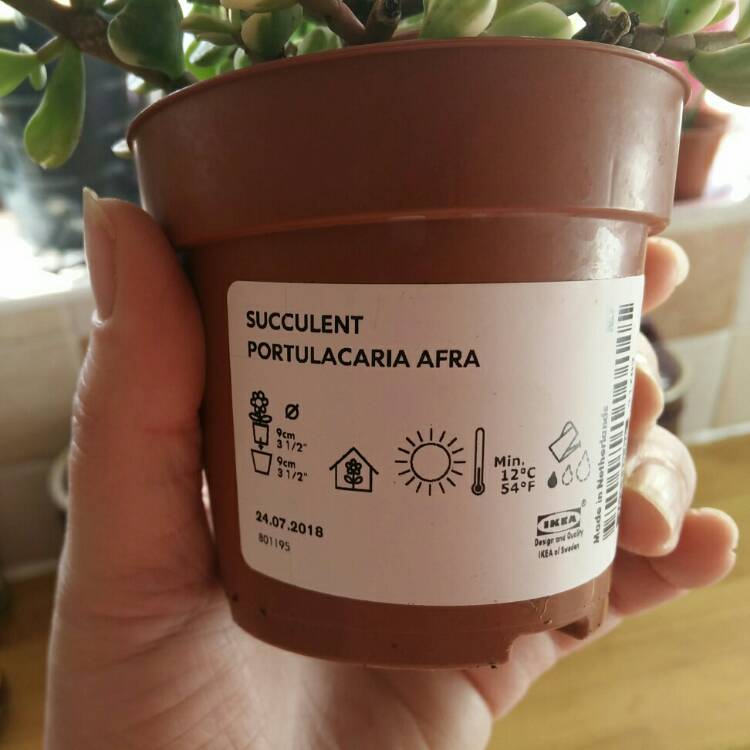 SUCCULENT
PORTULACARIA AFRA
Ø
9cm
3 1/2"
9cm
3 1/2"
Min.
12°C
54°F
24.07.2018
801195
IKEA®
Design and Quality
IKEA of Sweden
Made in Netherlands